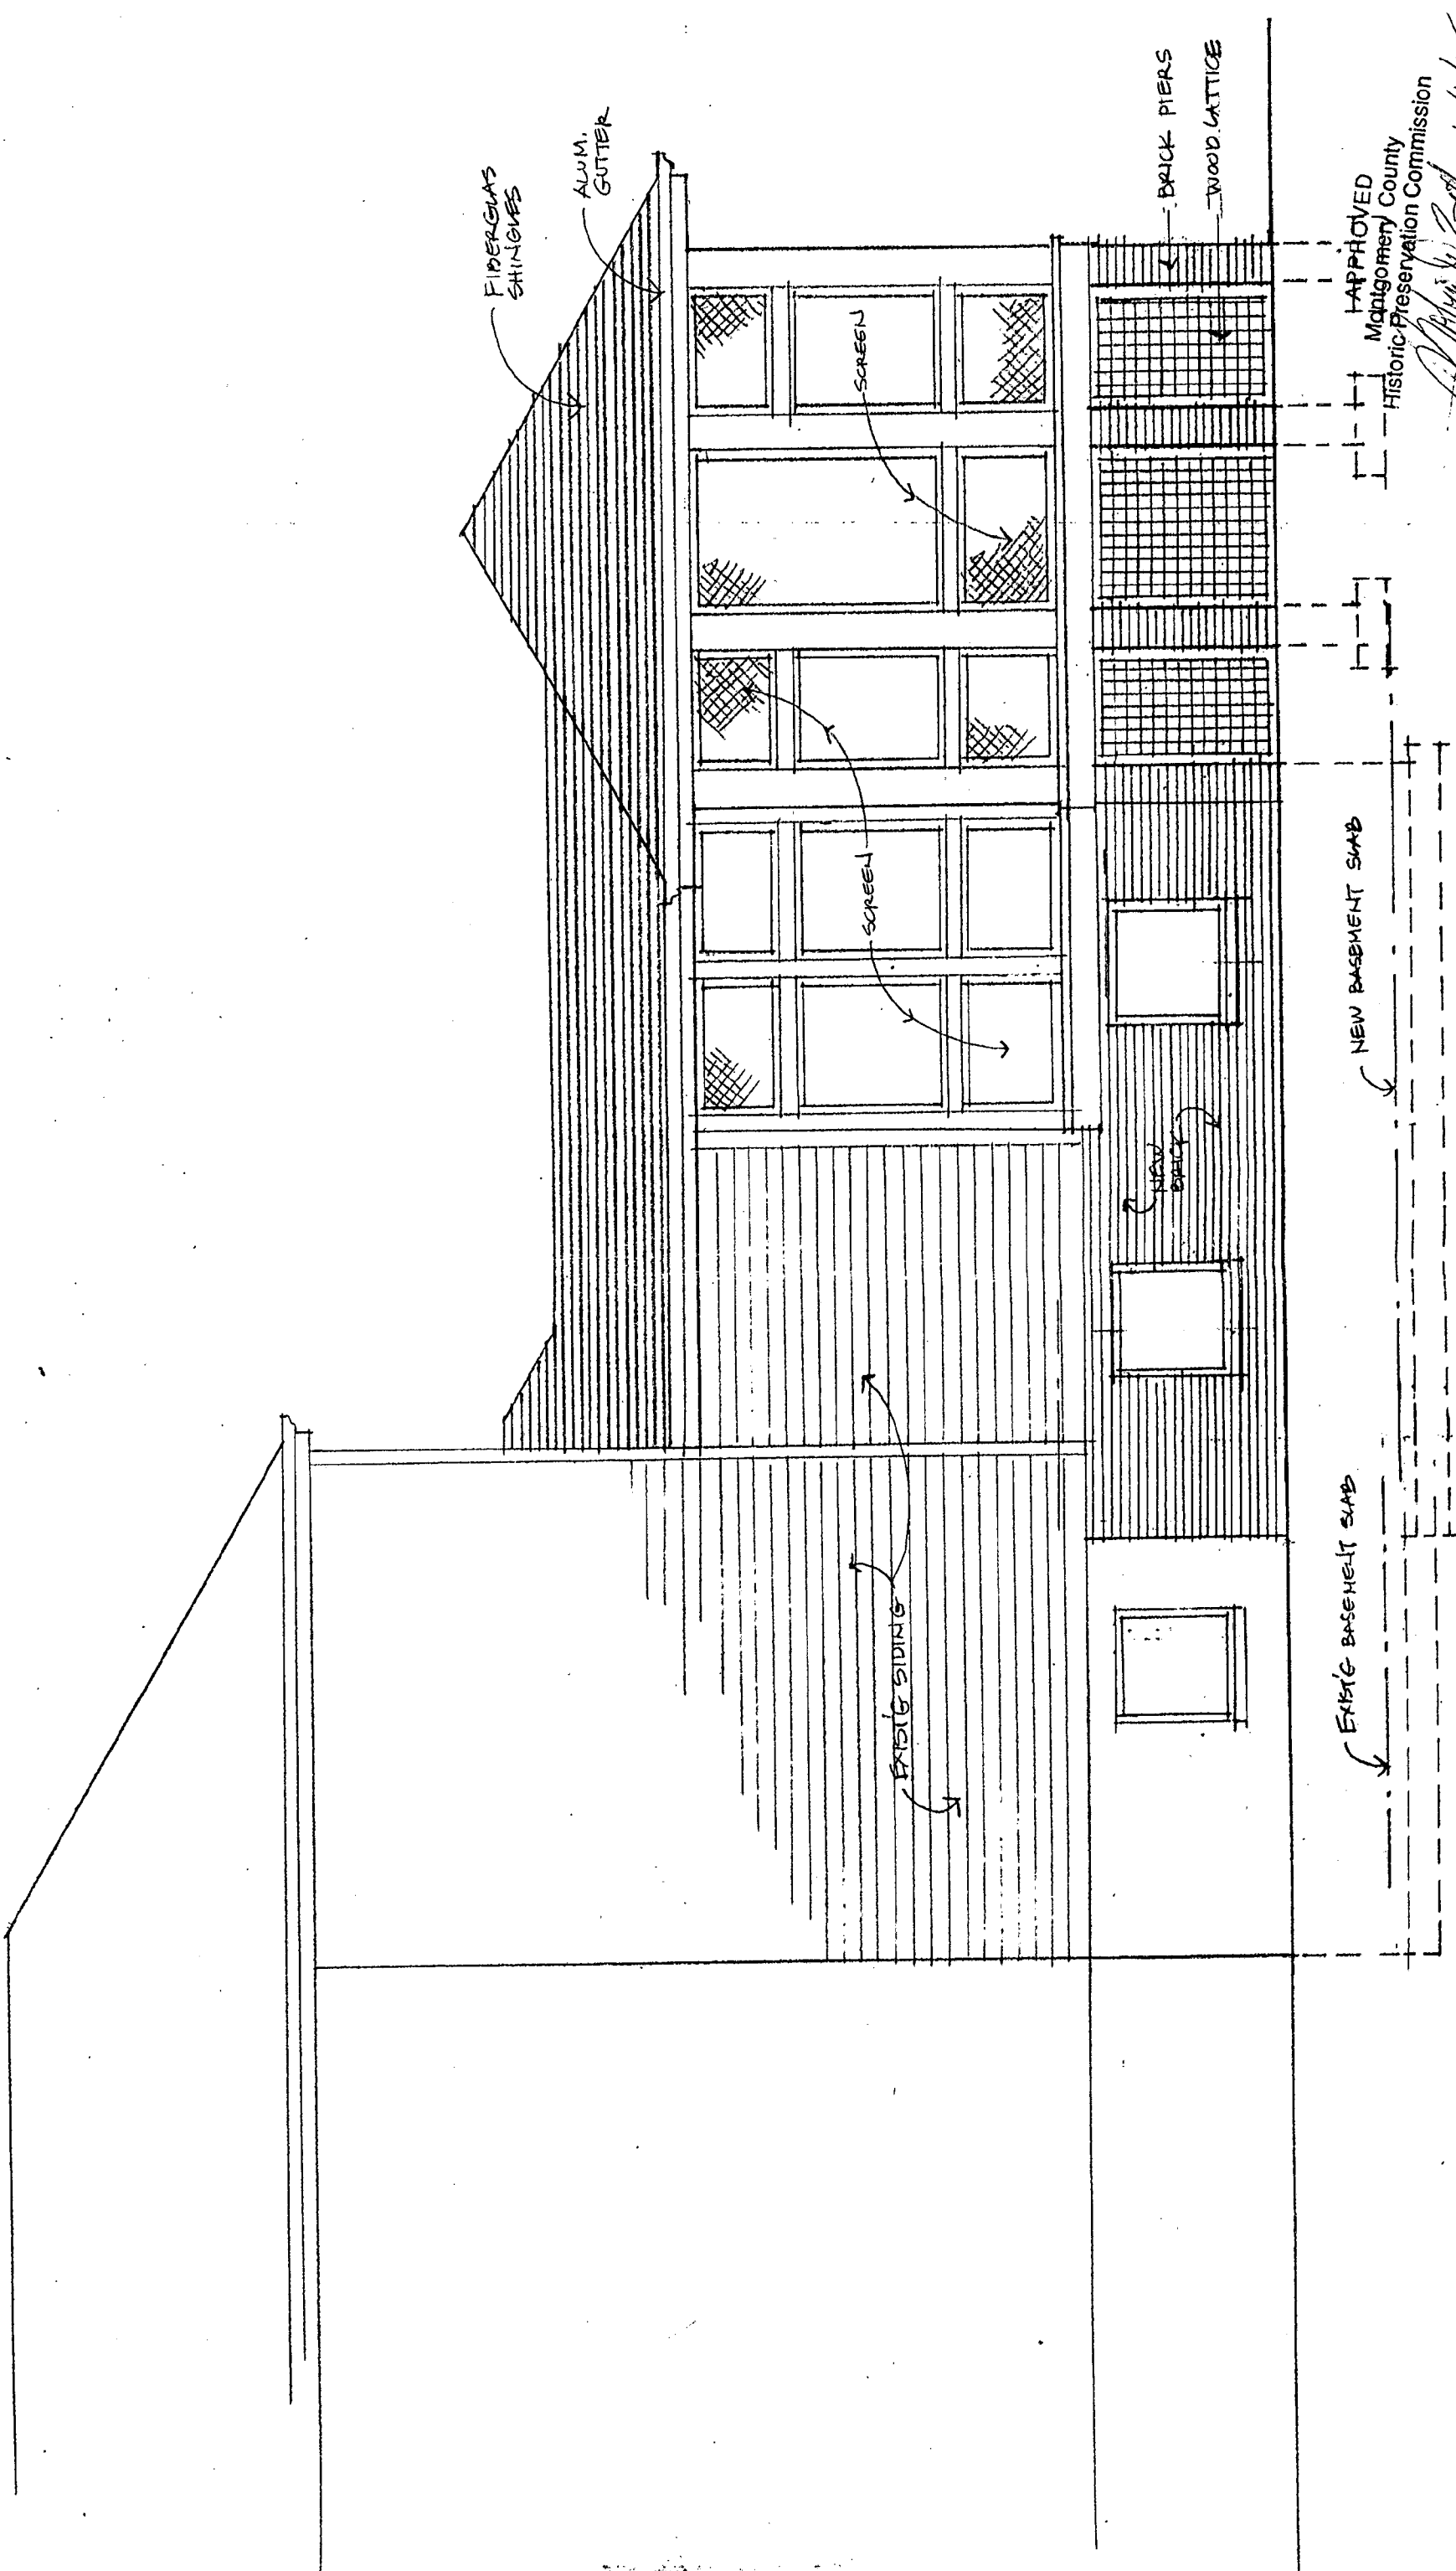 FIBERGLAS
SHINGLES
ALUM.
GUTTER
SCREEN
SCREEN
BRICK PIERS
WOOD LATTICE
EXIST'G SIDING
NEW
BRICK
EXIST'G BASEMENT SLAB
NEW BASEMENT SLAB
APPROVED
Montgomery County
Historic Preservation Commission